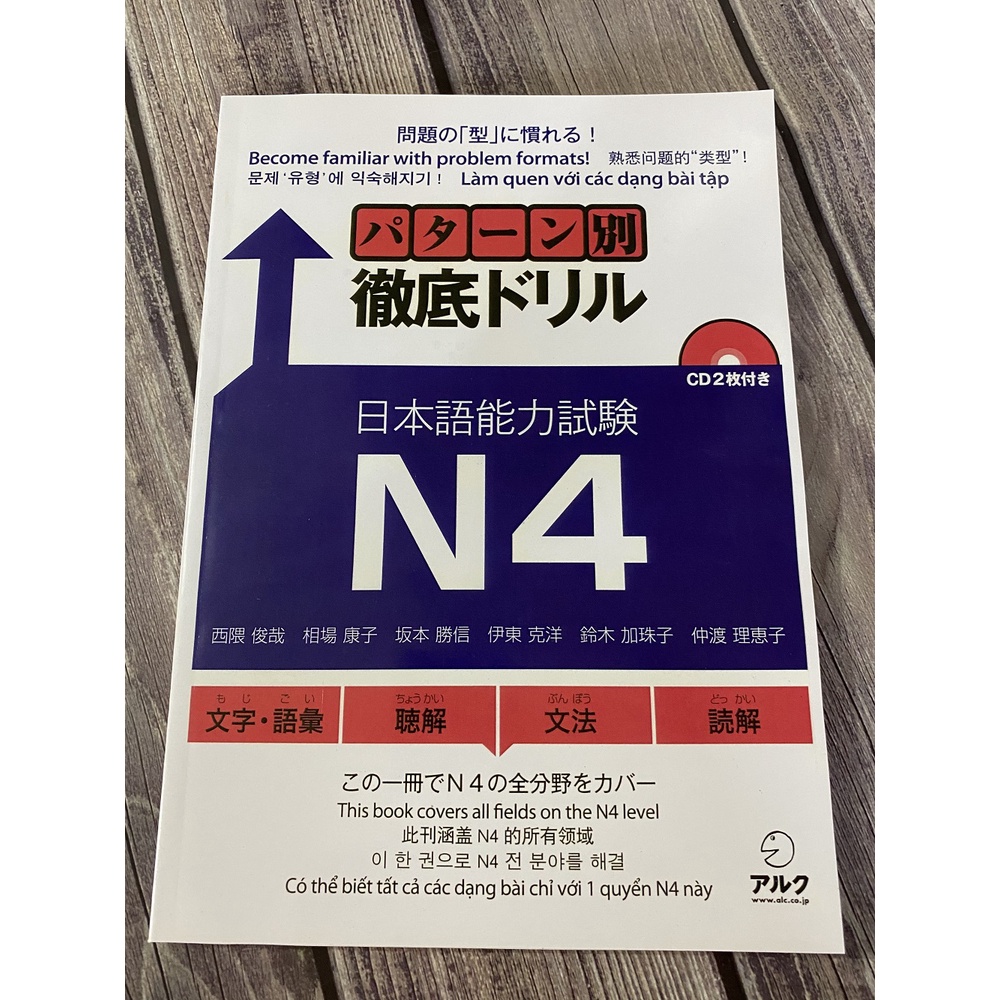 問題の「型」に慣れる！
Become familiar with problem formats! 熟悉问题的“类型”！
문제 ‘유형’에 익숙해지기！ Làm quen với các dạng bài tập
パターン別
徹底ドリル
CD2枚付き
日本語能力試験
N4
西隈 俊哉 相場 康子 坂本 勝信 伊東 克洋 鈴木 加珠子 仲渡 理恵子
もじ ごい ちょうかい ぶんぽう どっかい
文字・語彙 聴解 文法 読解
この一冊でN4の全分野をカバー
This book covers all fields on the N4 level
此刊涵盖 N4 的所有领域
이 한 권으로 N4 전 분야를 해결
Có thể biết tất cả các dạng bài chỉ với 1 quyển N4 này
アルク
www.alc.co.jp